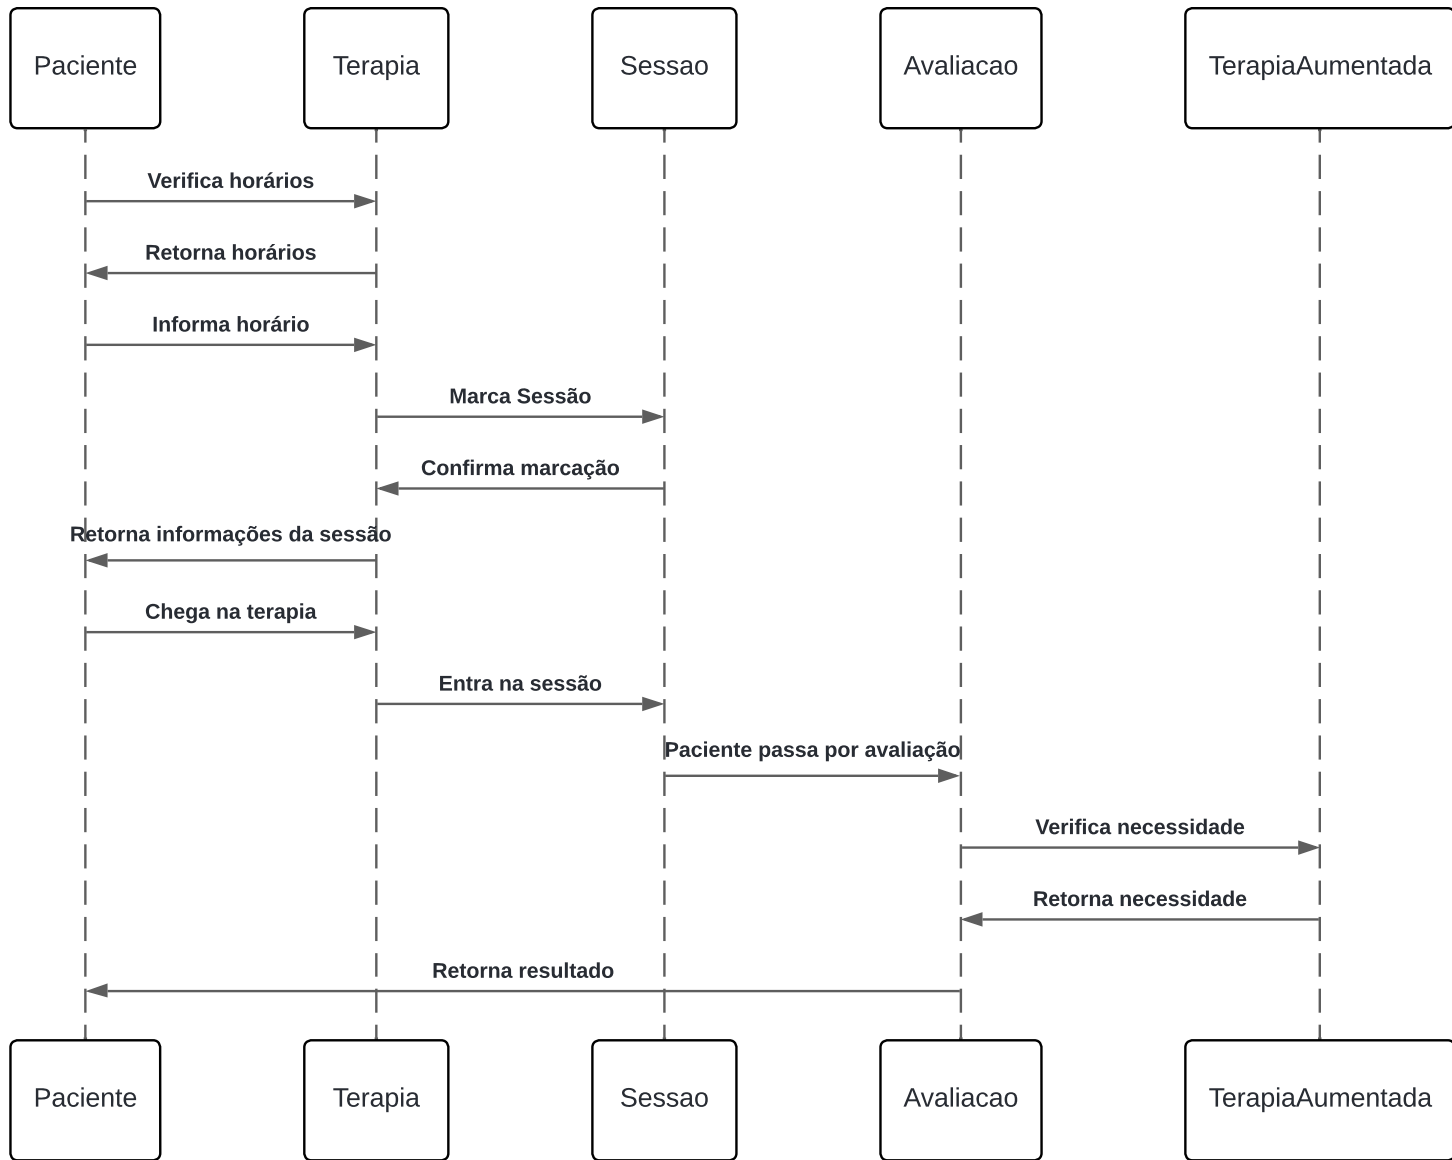 Paciente
Terapia
Sessao
Avaliacao
TerapiaAumentada
Verifica horários
Retorna horários
Informa horário
Marca Sessão
Confirma marcação
Retorna informações da sessão
Chega na terapia
Entra na sessão
Paciente passa por avaliação
Verifica necessidade
Retorna necessidade
Retorna resultado
Paciente
Terapia
Sessao
Avaliacao
TerapiaAumentada